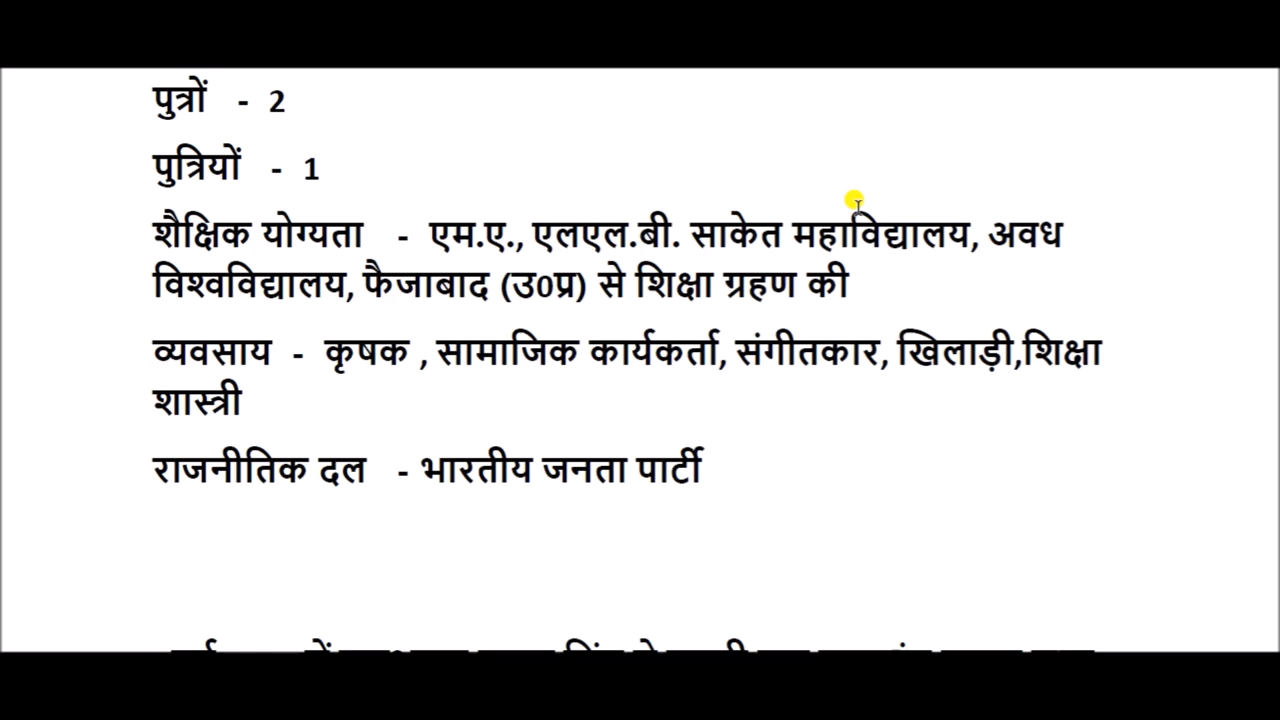 पुत्रों - 2
पुत्रियों - 1
शैक्षिक योग्यता - एम.ए., एलएल.बी. साकेत महाविद्यालय, अवध
विश्वविद्यालय, फैजाबाद (उ0प्र) से शिक्षा ग्रहण की
व्यवसाय - कृषक , सामाजिक कार्यकर्ता, संगीतकार, खिलाड़ी,शिक्षा
शास्त्री
राजनीतिक दल - भारतीय जनता पार्टी